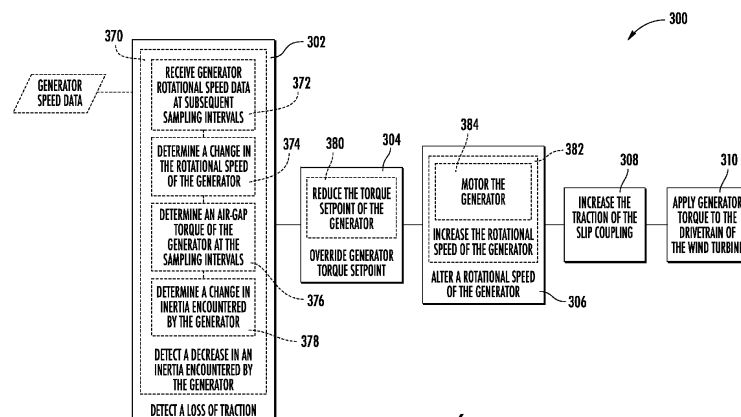 300
370
302
GENERATOR
SPEED DATA
RECEIVE GENERATOR
ROTATIONAL SPEED DATA
AT SUBSEQUENT
SAMPLING INTERVALS
372
DETERMINE A CHANGE IN
THE ROTATIONAL SPEED
OF THE GENERATOR
374
DETERMINE AN AIR-GAP
TORQUE OF THE
GENERATOR AT THE
SAMPLING INTERVALS
376
DETERMINE A CHANGE IN
INERTIA ENCOUNTERED
BY THE GENERATOR
378
DETECT A DECREASE IN AN
INERTIA ENCOUNTERED BY
THE GENERATOR
DETECT A LOSS OF TRACTION
380
304
REDUCE THE TORQUE
SETPOINT OF THE
GENERATOR
OVERRIDE GENERATOR
TORQUE SETPOINT
384
382
MOTOR THE
GENERATOR
INCREASE THE ROTATIONAL
SPEED OF THE GENERATOR
ALTER A ROTATIONAL SPEED
OF THE GENERATOR
306
308
INCREASE THE
TRACTION OF THE
SLIP COUPLING
310
APPLY GENERATOR
TORQUE TO THE
DRIVETRAIN OF
THE WIND TURBINE